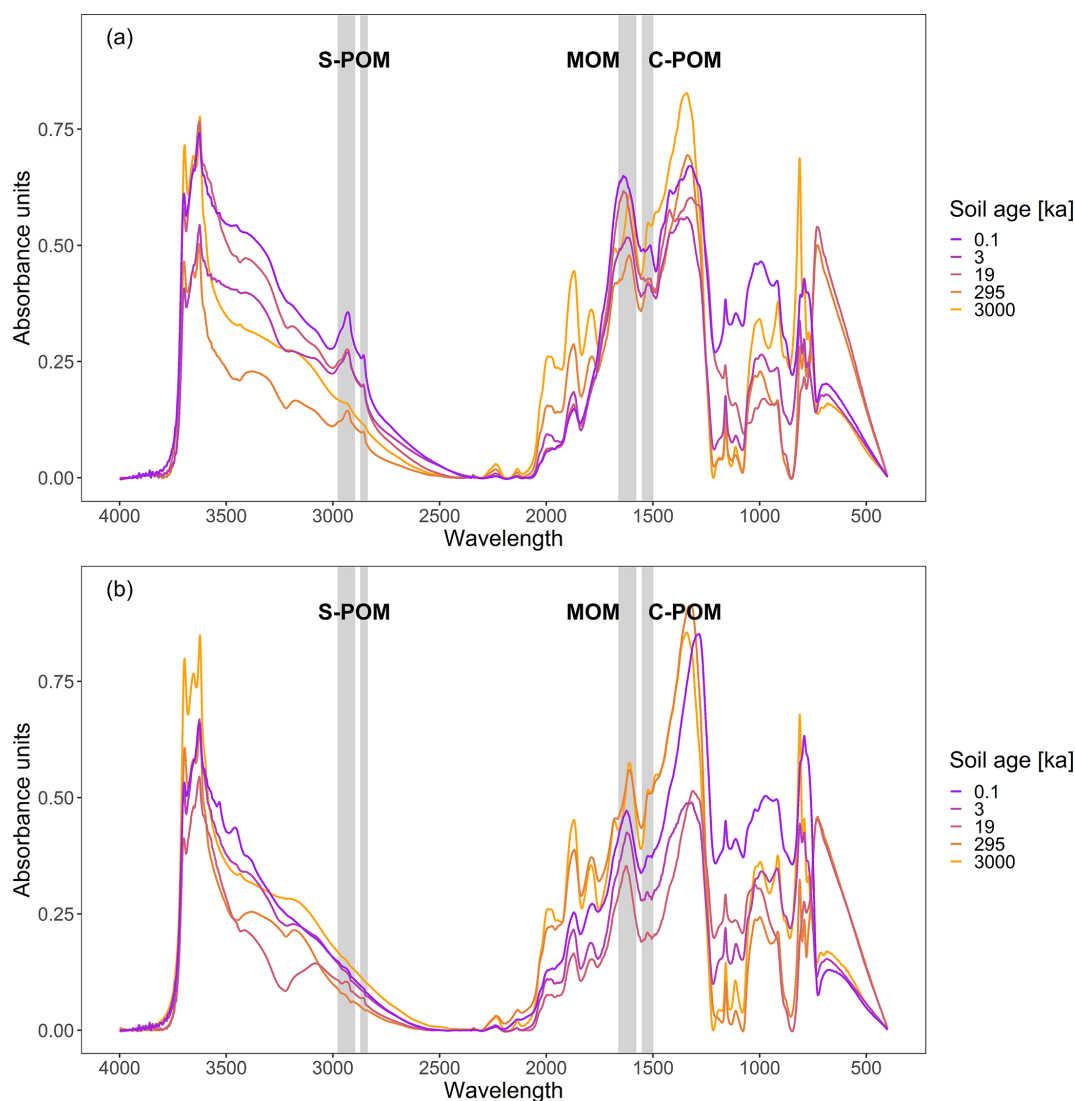 (a)
S-POM MOM C-POM
Absorbance units
0.75
0.50
0.25
0.00
4000 3500 3000 2500 2000 1500 1000 500
Wavelength
Soil age [ka]
0.1
3
19
295
3000
(b)
S-POM MOM C-POM
Absorbance units
0.75
0.50
0.25
0.00
4000 3500 3000 2500 2000 1500 1000 500
Wavelength
Soil age [ka]
0.1
3
19
295
3000